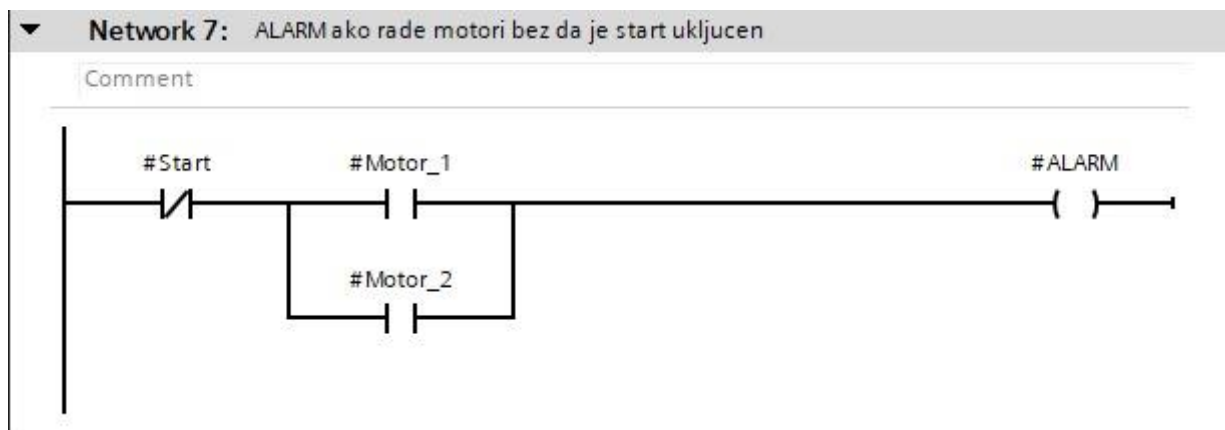 Network 7: ALARM ako rade motori bez da je start ukljucen
Comment
#Start #Motor_1 #ALARM
#Motor_2